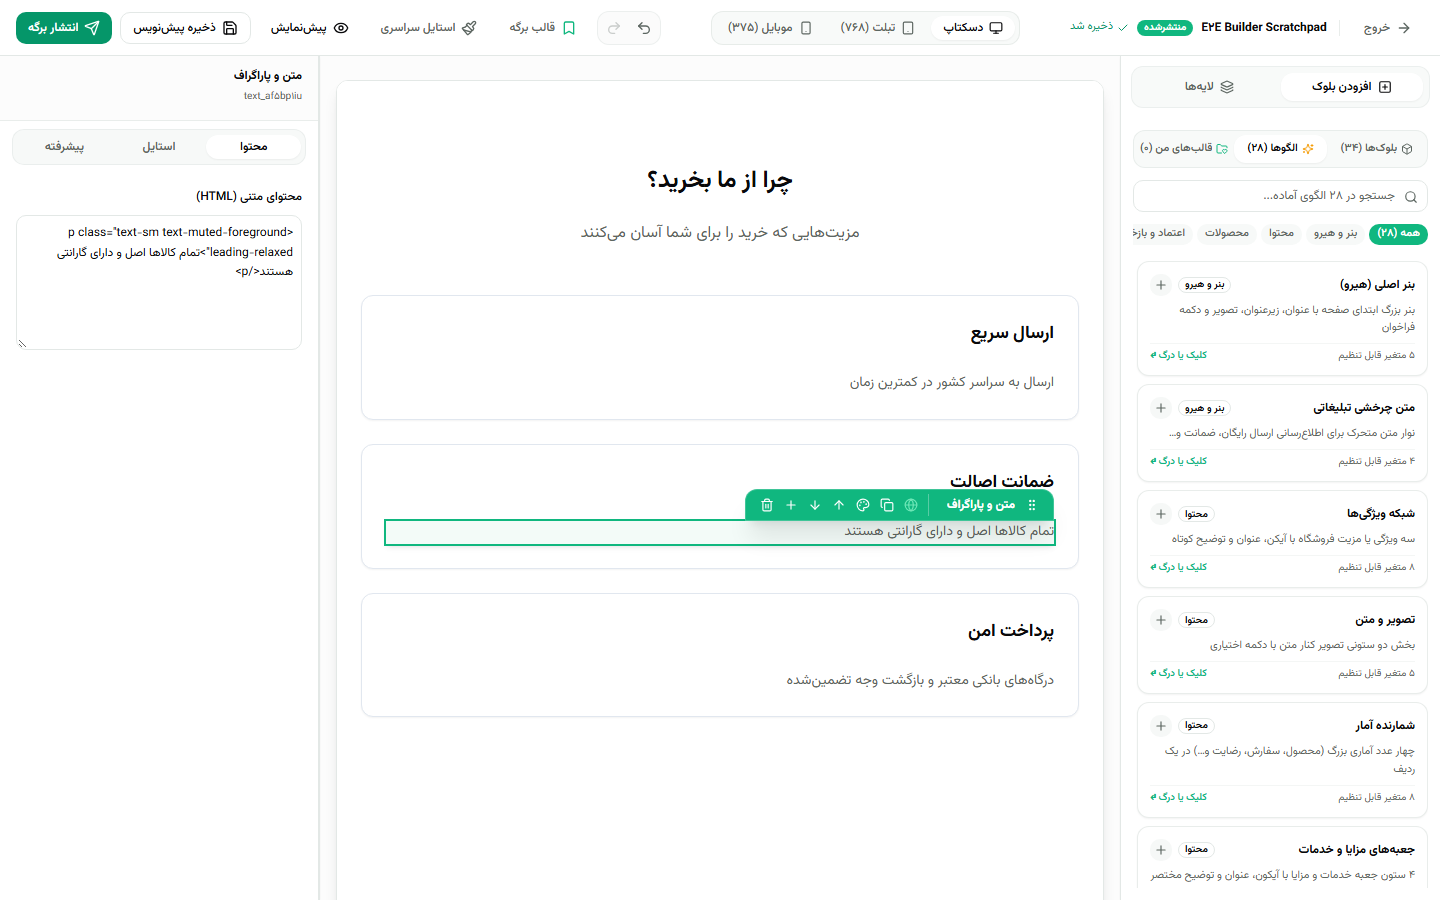 خروج
E۲E Builder Scratchpad
منتشرشده
ذخیره شد
دسکتاپ
تبلت (۷۶۸)
موبایل (۳۷۵)
قالب برگه
استایل سراسری
پیش‌نمایش
ذخیره پیش‌نویس
انتشار برگه
افزودن بلوک
لایه‌ها
بلوک‌ها (۳۴)
الگوها (۲۸)
قالب‌های من (۰)
جستجو در ۲۸ الگوی آماده...
همه (۲۸)
بنر و هیرو
محتوا
محصولات
اعتماد و بازخ
بنر اصلی (هیرو)
بنر و هیرو
بنر بزرگ ابتدای صفحه با عنوان، زیرعنوان، تصویر و دکمه
فراخوان
۵ متغیر قابل تنظیم
کلیک یا درگ
متن چرخشی تبلیغاتی
بنر و هیرو
نوار متن متحرک برای اطلاع‌رسانی ارسال رایگان، ضمانت و...
۴ متغیر قابل تنظیم
کلیک یا درگ
شبکه ویژگی‌ها
محتوا
سه ویژگی یا مزیت فروشگاه با آیکن، عنوان و توضیح کوتاه
۸ متغیر قابل تنظیم
کلیک یا درگ
تصویر و متن
محتوا
بخش دو ستونی تصویر کنار متن با دکمه اختیاری
۵ متغیر قابل تنظیم
کلیک یا درگ
شمارنده آمار
محتوا
چهار عدد آماری بزرگ (محصول، سفارش، رضایت و...) در یک
ردیف
۸ متغیر قابل تنظیم
کلیک یا درگ
جعبه‌های مزایا و خدمات
محتوا
۴ ستون جعبه خدمات و مزایا با آیکون، عنوان و توضیح مختصر
چرا از ما بخرید؟
مزیت‌هایی که خرید را برای شما آسان می‌کنند
ارسال سریع
ارسال به سراسر کشور در کمترین زمان
ضمانت اصالت
متن و پاراگراف
تمام کالاها اصل و دارای گارانتی هستند
پرداخت امن
درگاه‌های بانکی معتبر و بازگشت وجه تضمین‌شده
متن و پاراگراف
text_af۵bp۱iu
محتوا
استایل
پیشرفته
محتوای متنی (HTML)
<p class="text-sm text-muted-foreground
leading-relaxed">تمام کالاها اصل و دارای گارانتی
هستند</p>